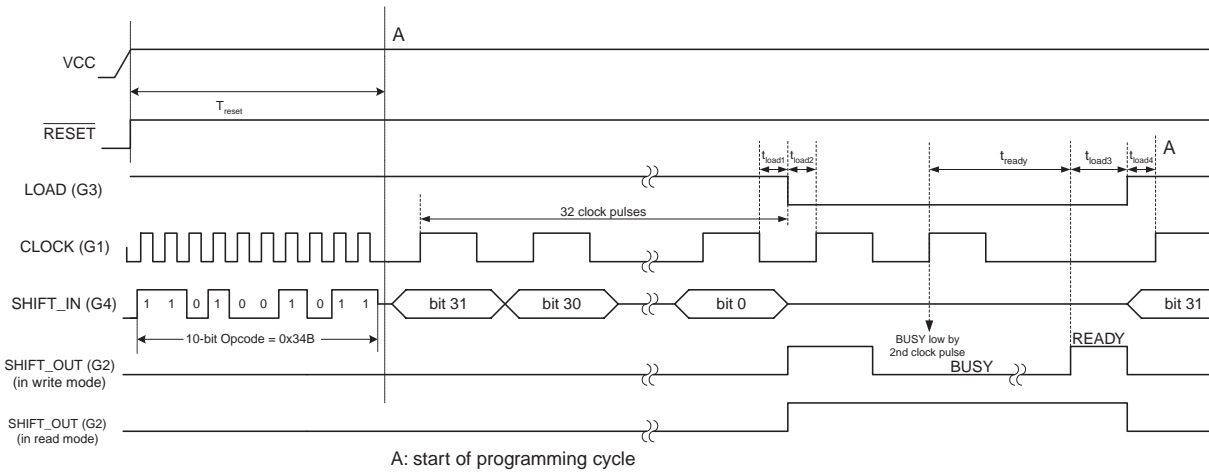 A
VCC
T reset
RESET
t load1 t load2 t ready t load3 t load4 A
LOAD (G3)
32 clock pulses
CLOCK (G1)
SHIFT_IN (G4) 1 1 0 1 0 0 1 0 1 1 bit 31 bit 30 bit 0 bit 31
10-bit Opcode = 0x34B
BUSY low by
2nd clock pulse
READY
SHIFT_OUT (G2)
(in write mode)
BUSY
SHIFT_OUT (G2)
(in read mode)
A: start of programming cycle